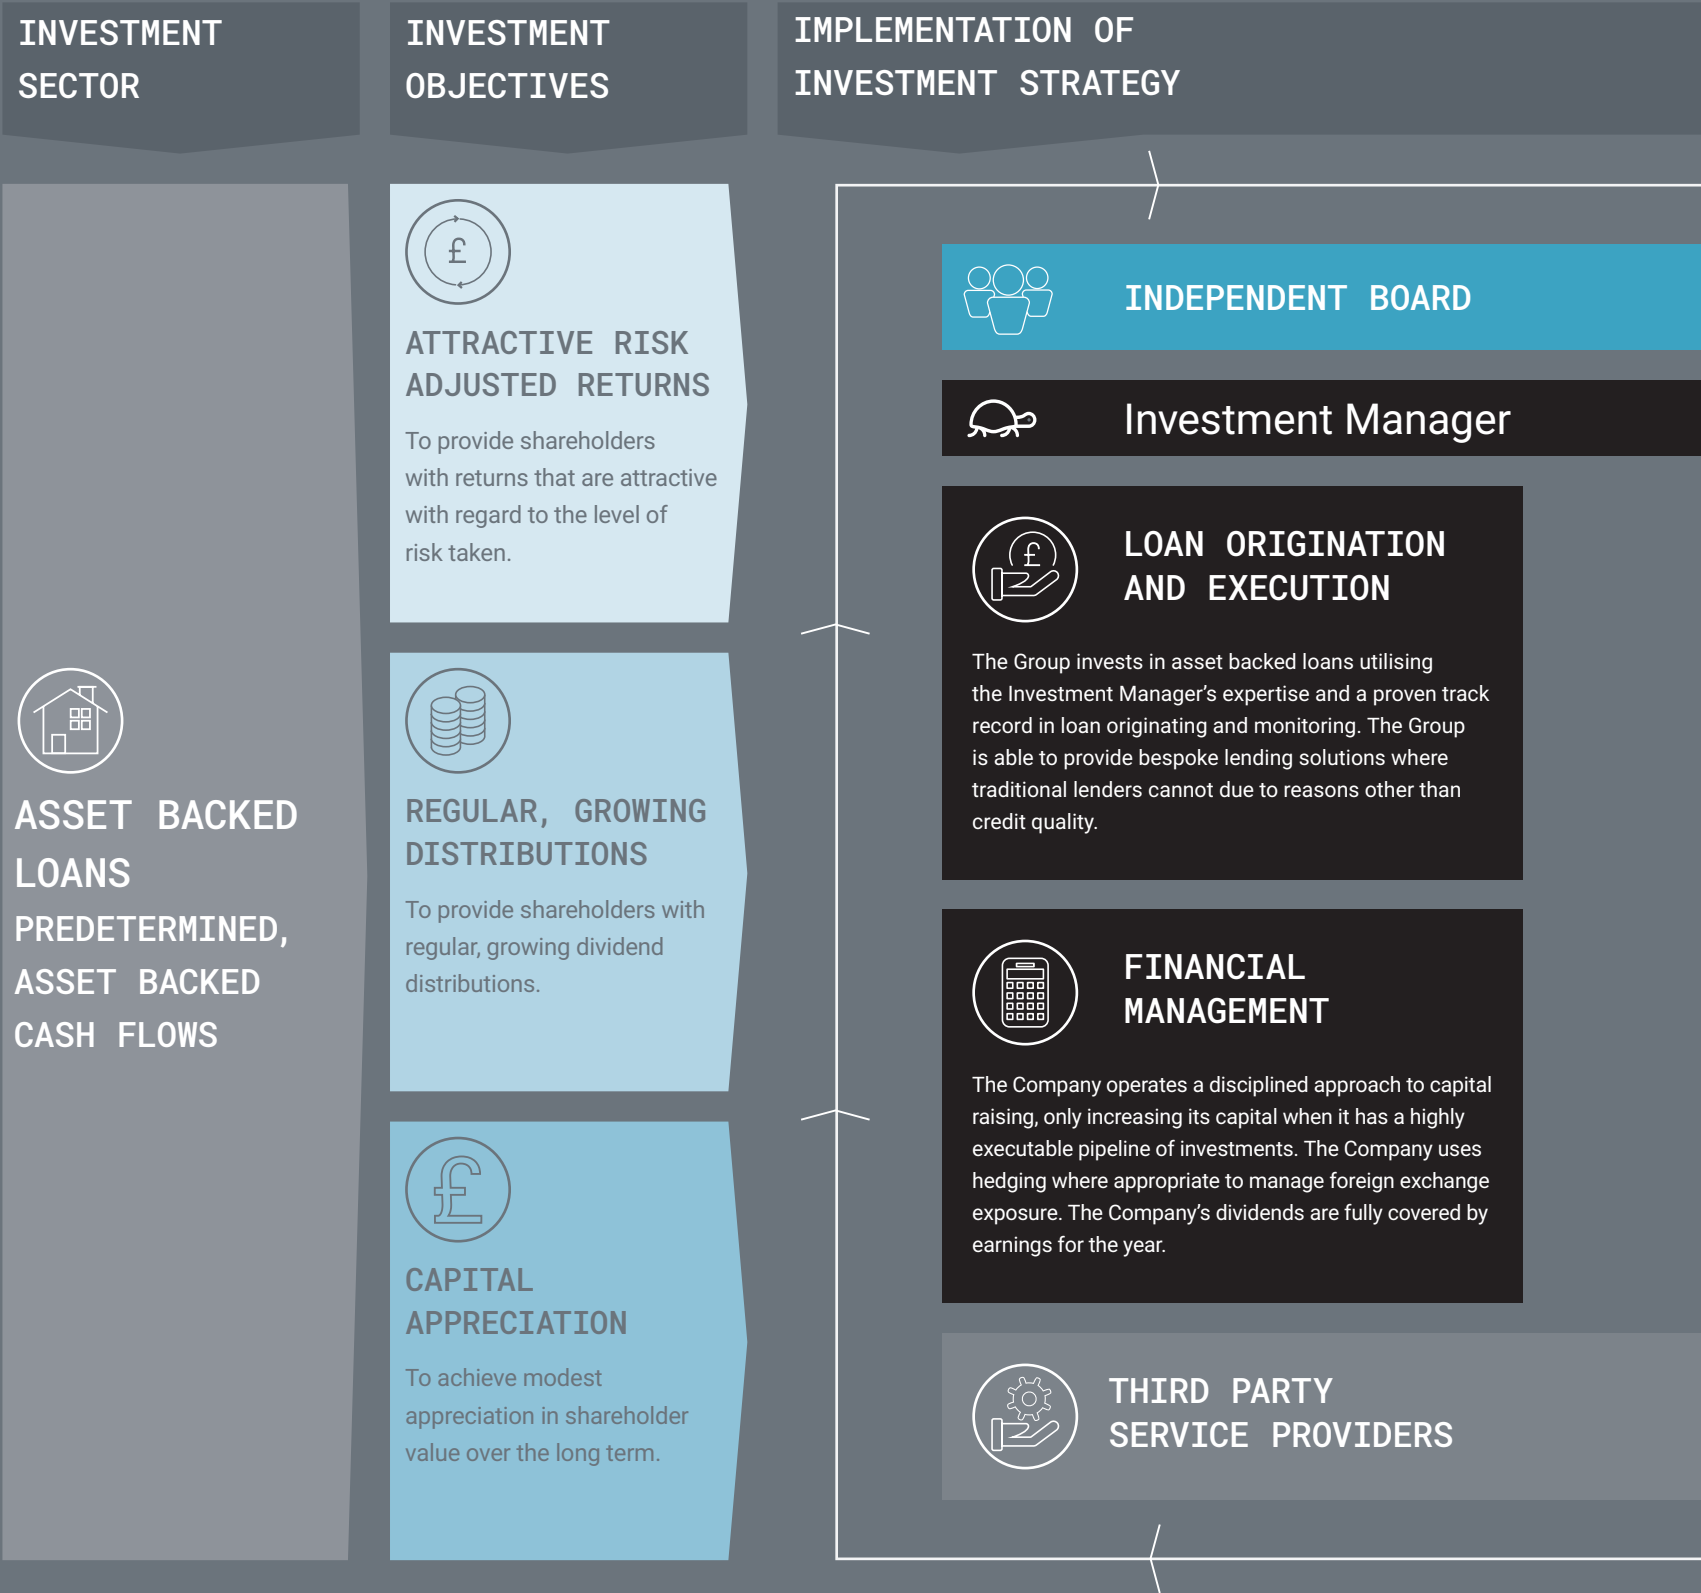 INVESTMENT
SECTOR
INVESTMENT
OBJECTIVES
IMPLEMENTATION OF
INVESTMENT STRATEGY
ASSET BACKED
LOANS
PREDETERMINED,
ASSET BACKED
CASH FLOWS
£
ATTRACTIVE RISK
ADJUSTED RETURNS
To provide shareholders
with returns that are attractive
with regard to the level of
risk taken.
REGULAR, GROWING
DISTRIBUTIONS
To provide shareholders with
regular, growing dividend
distributions.
£
CAPITAL
APPRECIATION
To achieve modest
appreciation in shareholder
value over the long term.
INDEPENDENT BOARD
Investment Manager
£
LOAN ORIGINATION
AND EXECUTION
The Group invests in asset backed loans utilising
the Investment Manager’s expertise and a proven track
record in loan originating and monitoring. The Group
is able to provide bespoke lending solutions where
traditional lenders cannot due to reasons other than
credit quality.
FINANCIAL
MANAGEMENT
The Company operates a disciplined approach to capital
raising, only increasing its capital when it has a highly
executable pipeline of investments. The Company uses
hedging where appropriate to manage foreign exchange
exposure. The Company’s dividends are fully covered by
earnings for the year.
THIRD PARTY
SERVICE PROVIDERS